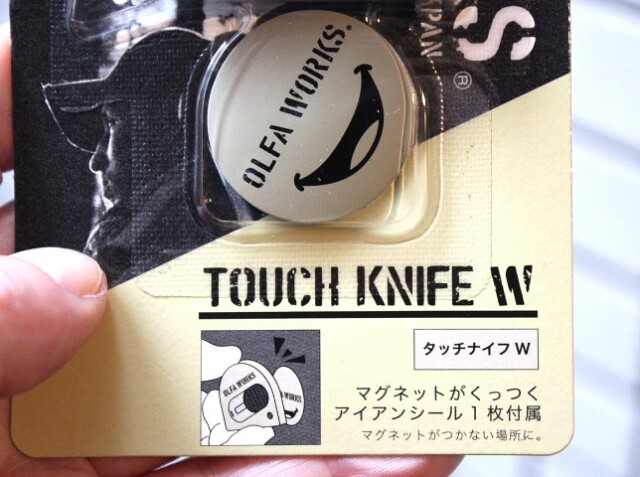 S
®
OLFA WORKS®
TOUCH KNIFE W
タッチナイフW
OLFA WORKS
マグネットがくっつく
アイアンシール1枚付属
マグネットがつかない場所に。